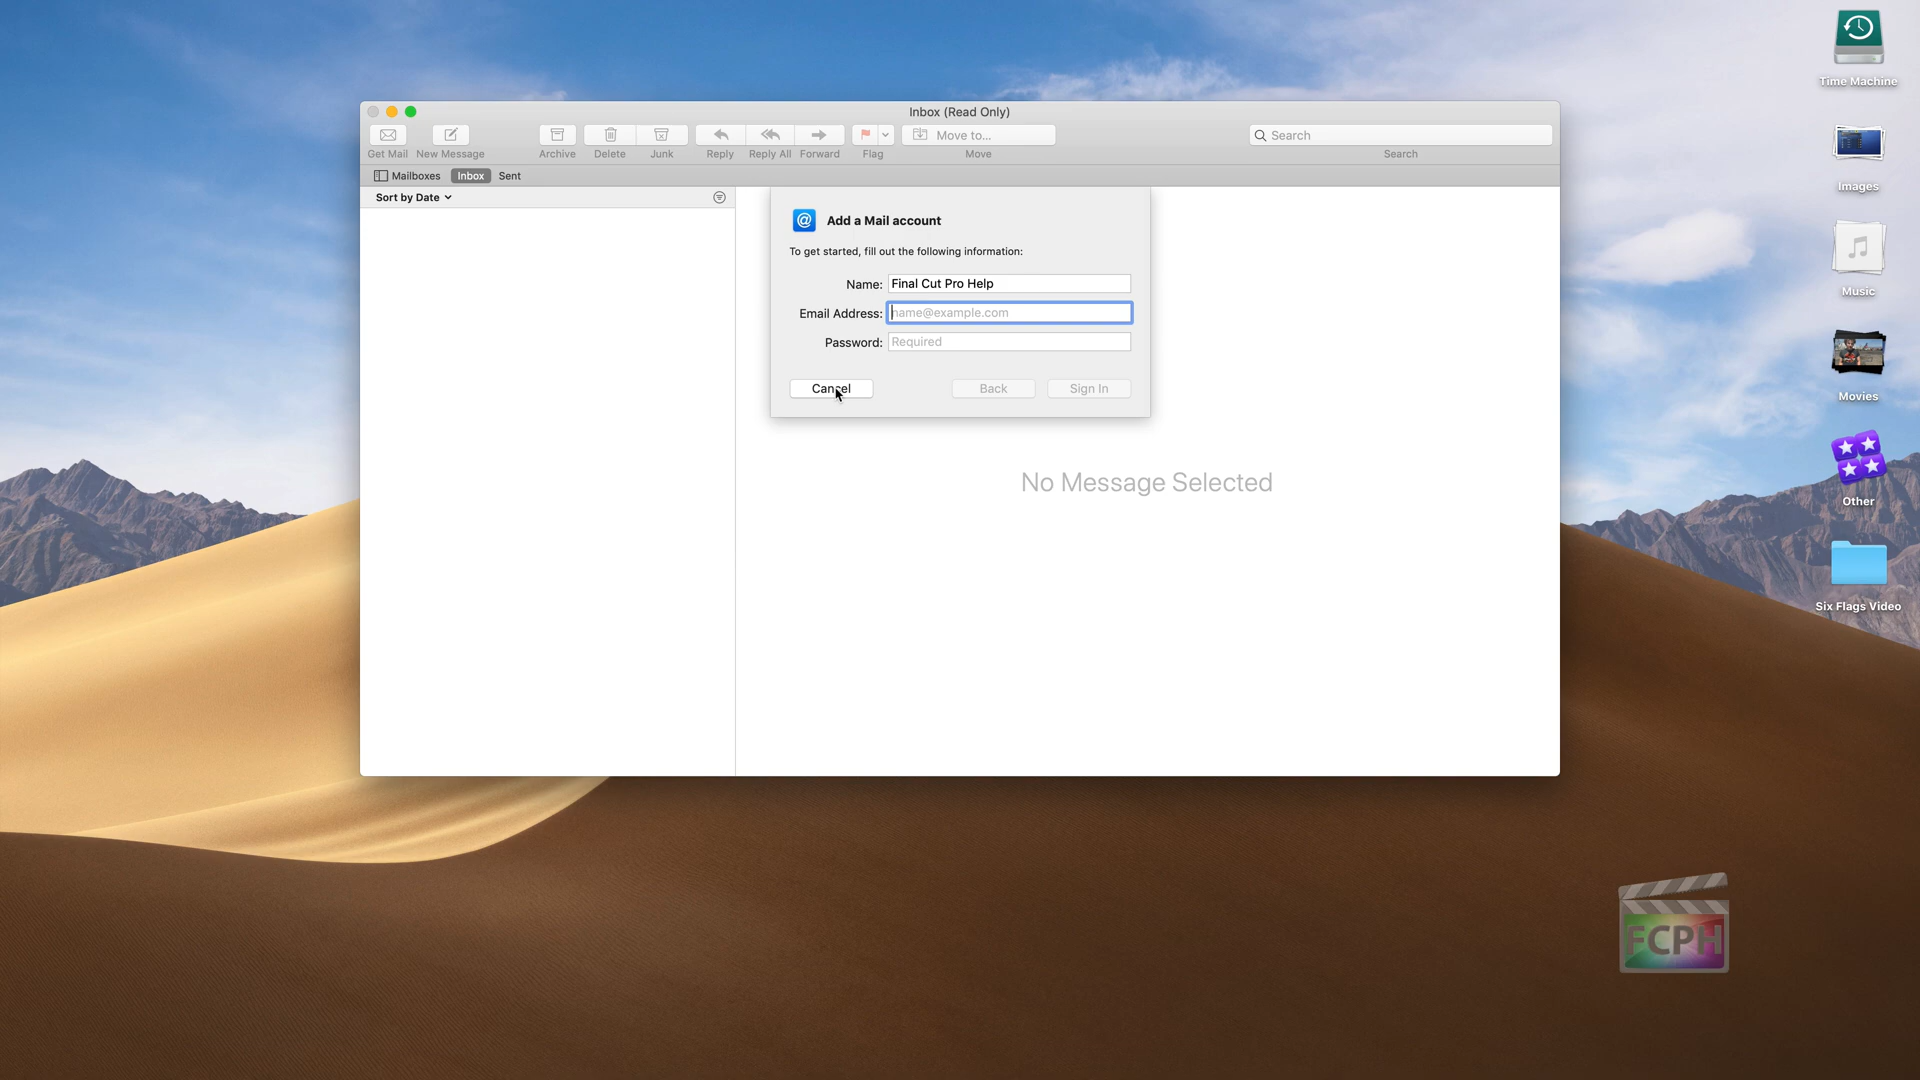 Inbox (Read Only)
Move to...
Search
Get Mail New Message Archive Delete Junk Reply Reply All Forward Flag Move Search
Mailboxes Inbox Sent
Sort by Date
Add a Mail account
To get started, fill out the following information:
Name: Final Cut Pro Help
Email Address: name@example.com
Password: Required
Cancel Back Sign In
No Message Selected
Time Machine
Images
Music
Movies
Other
Six Flags Video
FCPH